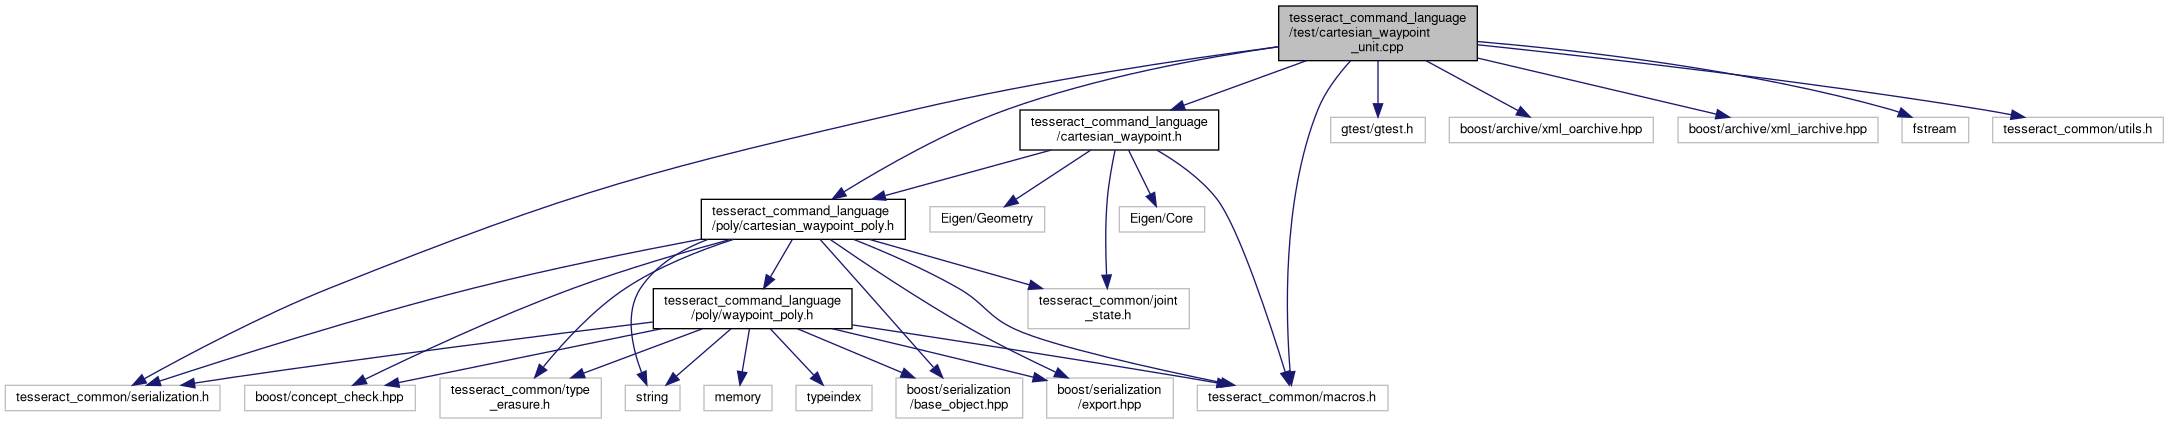 tesseract_command_language
/test/cartesian_waypoint
_unit.cpp
tesseract_command_language
/cartesian_waypoint.h
gtest/gtest.h
boost/archive/xml_oarchive.hpp
boost/archive/xml_iarchive.hpp
fstream
tesseract_common/utils.h
tesseract_command_language
/poly/cartesian_waypoint_poly.h
Eigen/Geometry
Eigen/Core
tesseract_command_language
/poly/waypoint_poly.h
tesseract_common/joint
_state.h
tesseract_common/serialization.h
boost/concept_check.hpp
tesseract_common/type
_erasure.h
string
memory
typeindex
boost/serialization
/base_object.hpp
boost/serialization
/export.hpp
tesseract_common/macros.h